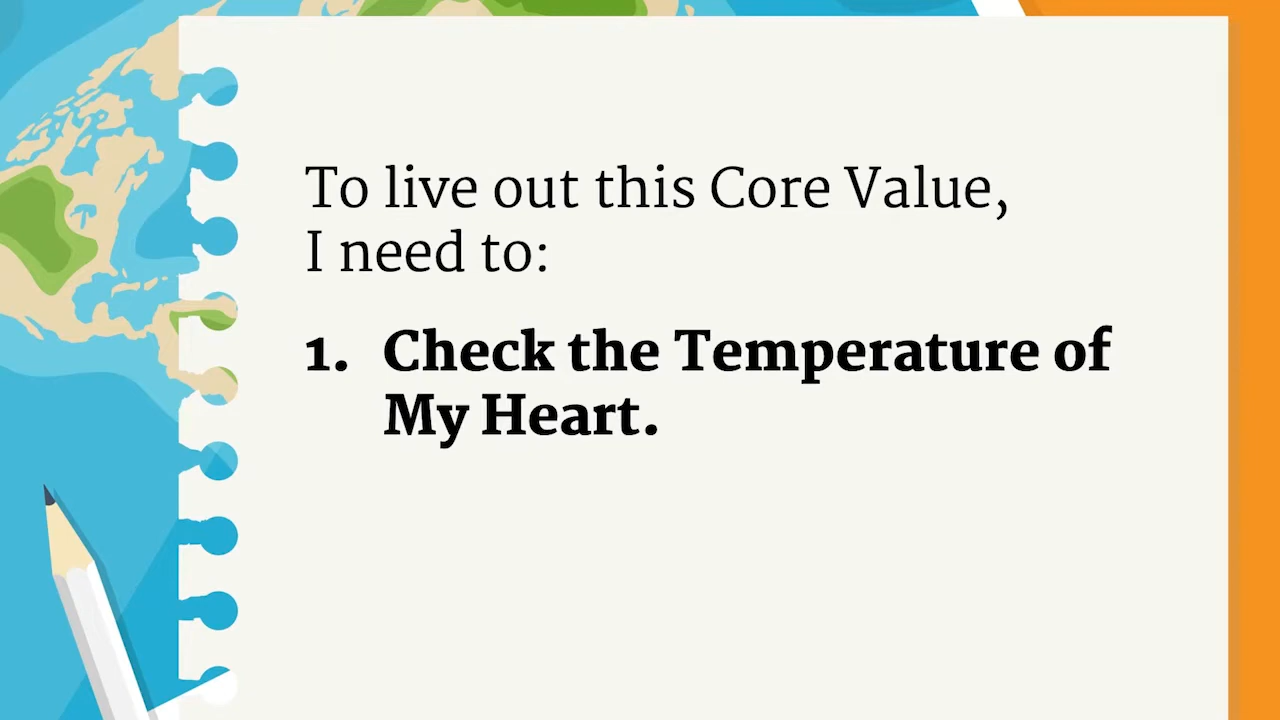 To live out this Core Value,
I need to:
1. Check the Temperature of
My Heart.